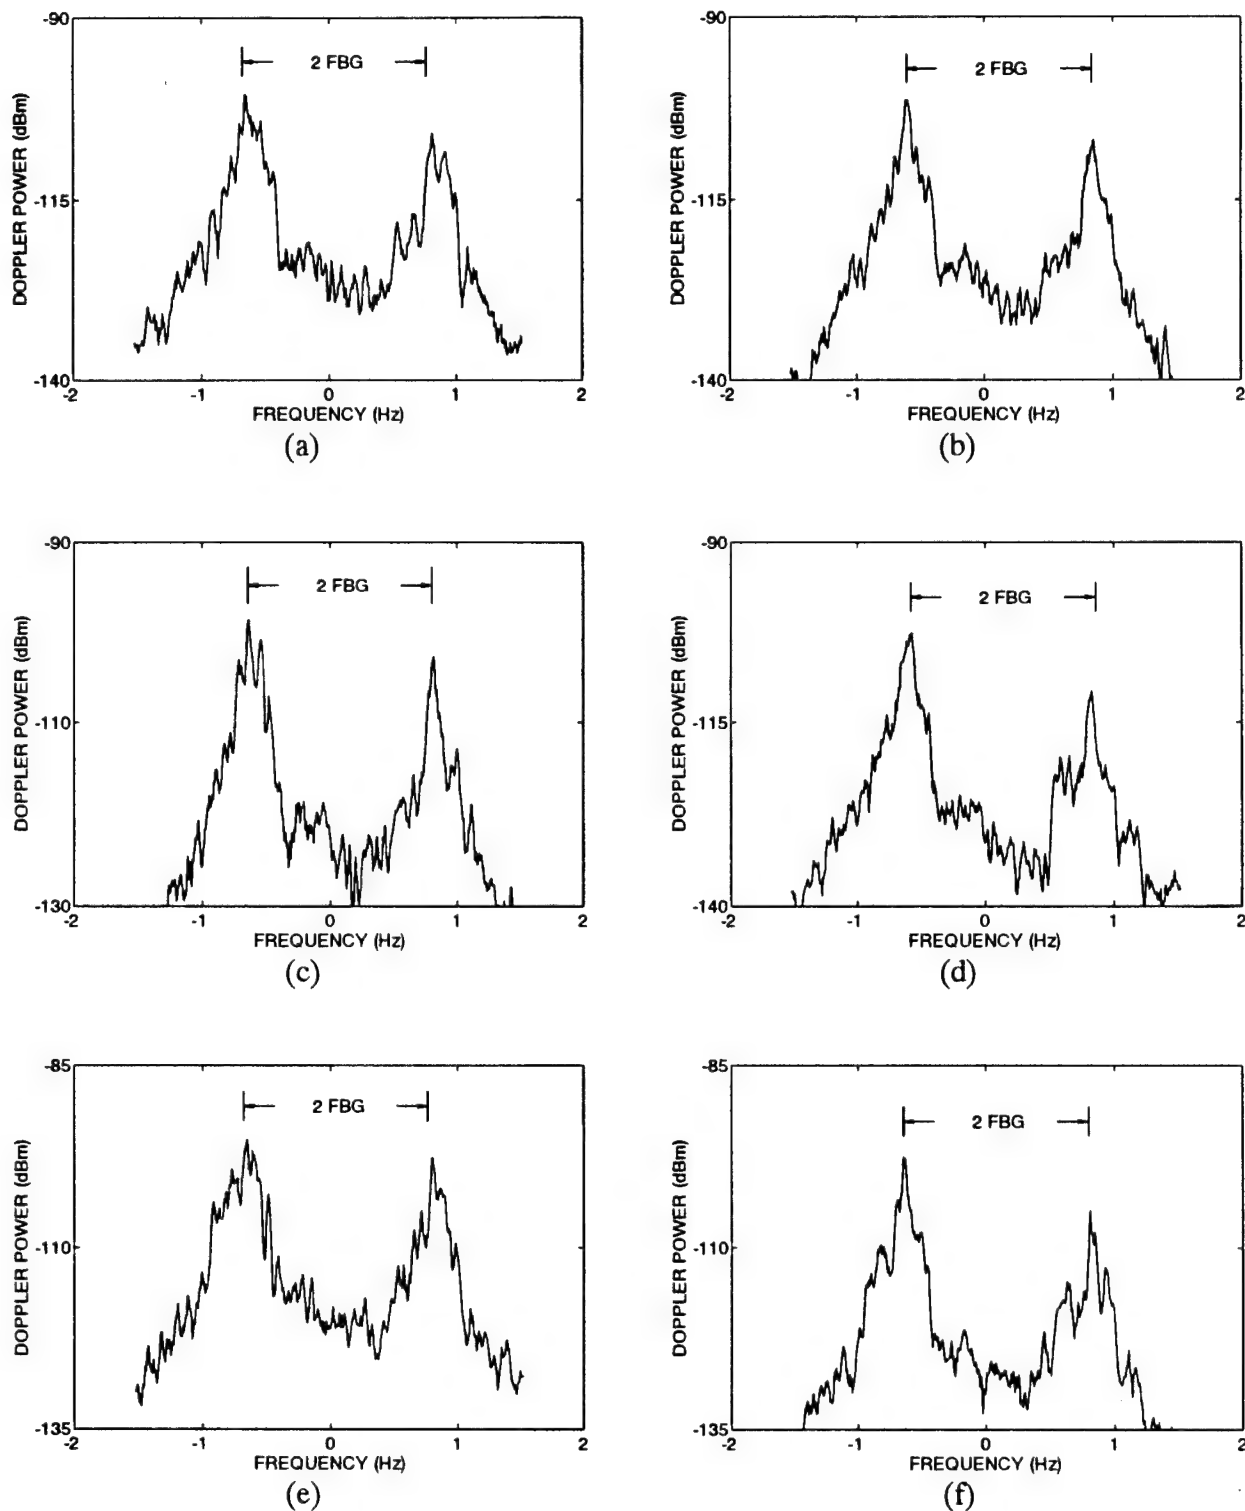 -90
2 FBG
DOPPLER POWER (dBm)
-115
-140
-2
-1
0
1
2
FREQUENCY (Hz)
(a)
-90
2 FBG
DOPPLER POWER (dBm)
-115
-140
-2
-1
0
1
2
FREQUENCY (Hz)
(b)
-90
2 FBG
DOPPLER POWER (dBm)
-110
-130
-2
-1
0
1
2
FREQUENCY (Hz)
(c)
-90
2 FBG
DOPPLER POWER (dBm)
-115
-140
-2
-1
0
1
2
FREQUENCY (Hz)
(d)
-85
2 FBG
DOPPLER POWER (dBm)
-110
-135
-2
-1
0
1
2
FREQUENCY (Hz)
(e)
-85
2 FBG
DOPPLER POWER (dBm)
-110
-135
-2
-1
0
1
2
FREQUENCY (Hz)
(f)